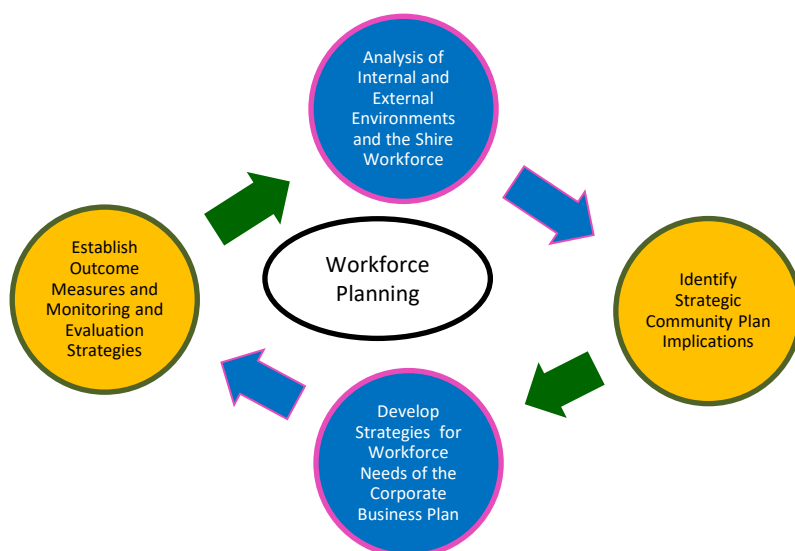 Analysis of
Internal and
External
Environments
and the Shire
Workforce
Establish
Outcome
Measures and
Monitoring and
Evaluation
Strategies
Workforce
Planning
Identify
Strategic
Community Plan
Implications
Develop
Strategies for
Workforce
Needs of the
Corporate
Business Plan